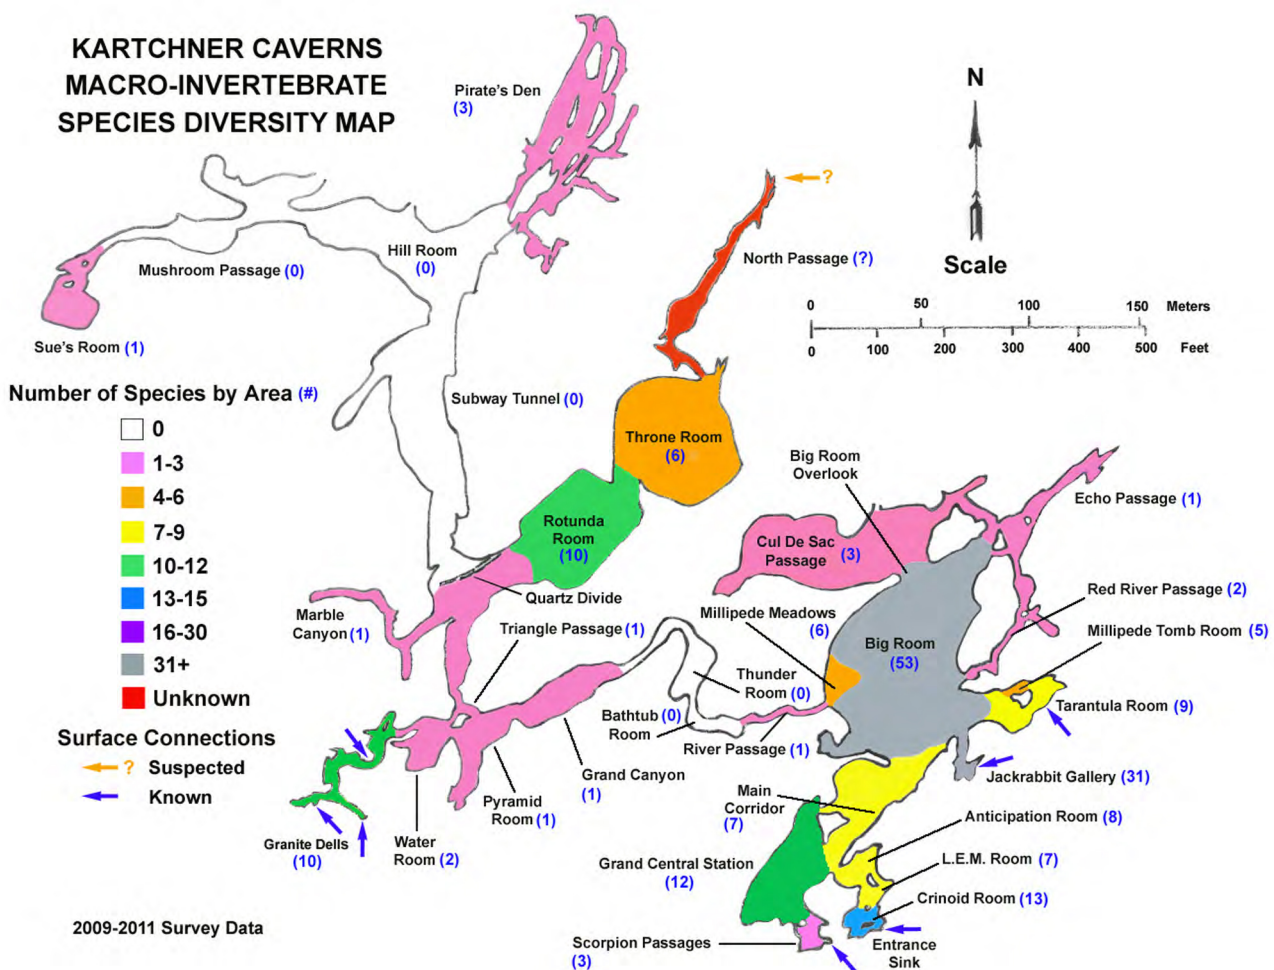 KARTCHNER CAVERNS
MACRO-INVERTEBRATE
SPECIES DIVERSITY MAP
Pirate's Den
(3)
N
?
Hill Room
(0)
North Passage (?)
Mushroom Passage (0)
Scale
0 50 100 150 Meters
0 100 200 300 400 500 Feet
Sue's Room (1)
Number of Species by Area (#)
0
1-3
4-6
7-9
10-12
13-15
16-30
31+
Unknown
Surface Connections
? Suspected
Known
Subway Tunnel (0)
Throne Room
(6)
Big Room
Overlook
Echo Passage (1)
Rotunda
Room
(10)
Cul De Sac
Passage (3)
Quartz Divide
Marble
Canyon (1)
Triangle Passage (1)
Millipede Meadows
(6)
Red River Passage (2)
Millipede Tomb Room (5)
Big Room
(53)
Thunder
Room (0)
Tarantula Room (9)
Bathtub (0)
Room
River Passage (1)
Grand Canyon
(1)
Jackrabbit Gallery (31)
Main
Corridor
(7)
Pyramid
Room (1)
Anticipation Room (8)
Granite Dells
(10)
Water
Room (2)
Grand Central Station
(12)
L.E.M. Room (7)
Crinoid Room (13)
2009-2011 Survey Data
Scorpion Passages
(3)
Entrance
Sink